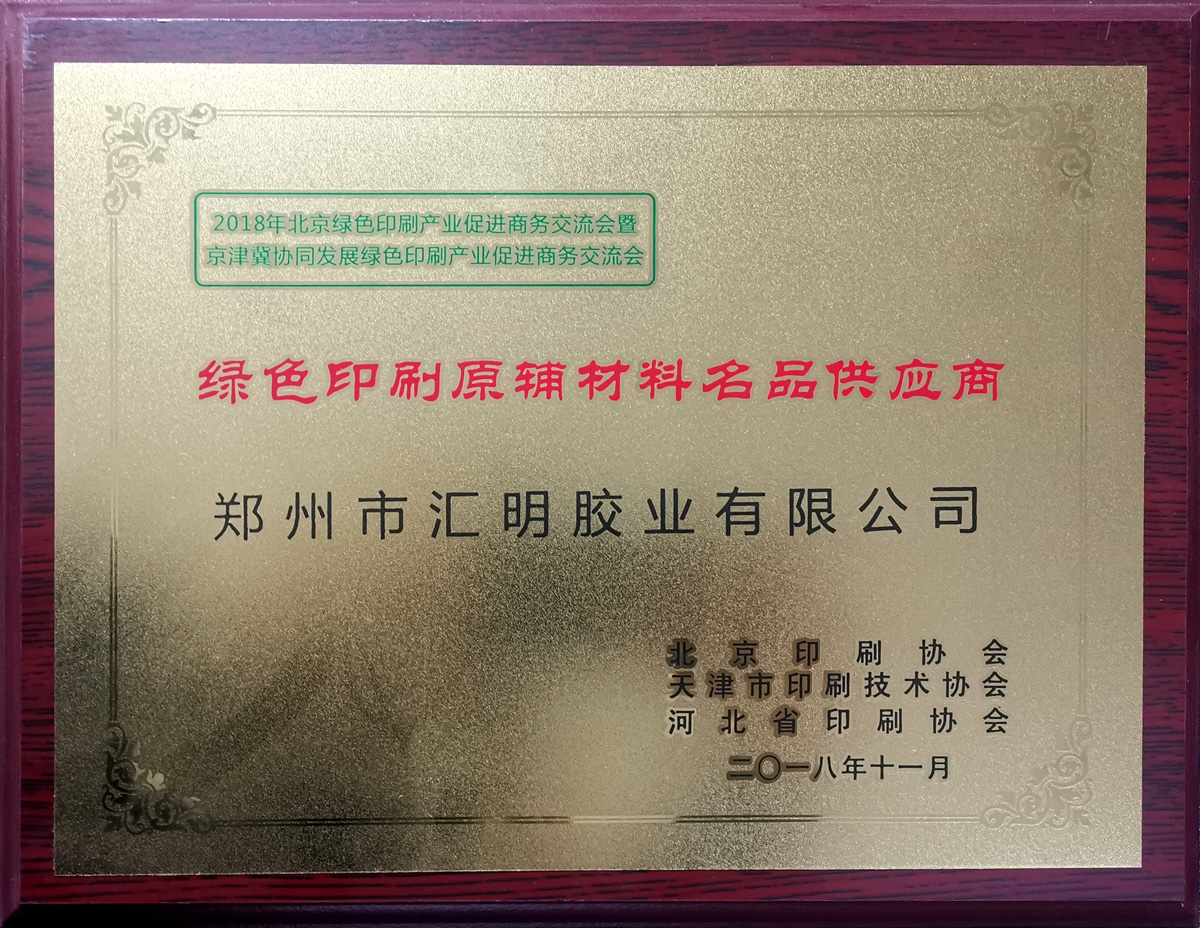 2018年北京绿色印刷产业促进商务交流会暨
京津冀协同发展绿色印刷产业促进商务交流会
绿色印刷原辅材料名品供应商
郑州市汇明胶业有限公司
北京印刷协会
天津市印刷技术协会
河北省印刷协会
二〇一八年十一月